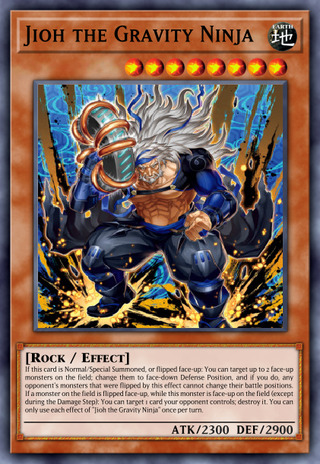 Jioh the Gravity Ninja
EARTH
地
[Rock / Effect]
If this card is Normal/Special Summoned, or flipped face-up: You can target up to 2 face-up
monsters on the field; change them to face-down Defense Position, and if you do, any
opponent's monsters that were flipped by this effect cannot change their battle positions.
If a monster on the field is flipped face-up, while this monster is face-up on the field (except
during the Damage Step): You can target 1 card your opponent controls; destroy it. You can
only use each effect of "Jioh the Gravity Ninja" once per turn.
ATK/2300 DEF/2900